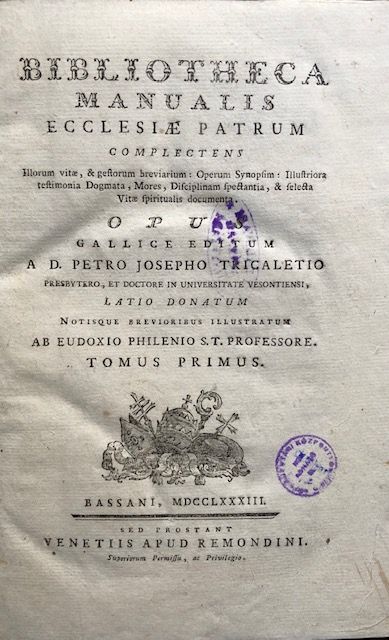 BIBLIOTHECA
MANUALIS
ECCLESIÆ PATRUM
COMPLECTENS
Illorum vitæ, & geſtorum breviarium: Operum Synopſim: Illuſtriora
teſtimonia Dogmata, Mores, Diſciplinam ſpectantia, & ſelecta
Vitæ ſpiritualis documenta.
OPUS
GALLICE EDITUM
A D. PETRO JOSEPHO TRICALETIO
PRESBYTERO, ET DOCTORE IN UNIVERSITATE VESONTIENSI,
LATIO DONATUM
NOTISQUE BREVIORIBUS ILLUSTRATUM
AB EUDOXIO PHILENIO S.T. PROFESSORE.
TOMUS PRIMUS.
BASSANI, MDCCLXXXIII.
SED PROSTANT
VENETIIS APUD REMONDINI.
Superiorum Permiſſu, ac Privilegio.